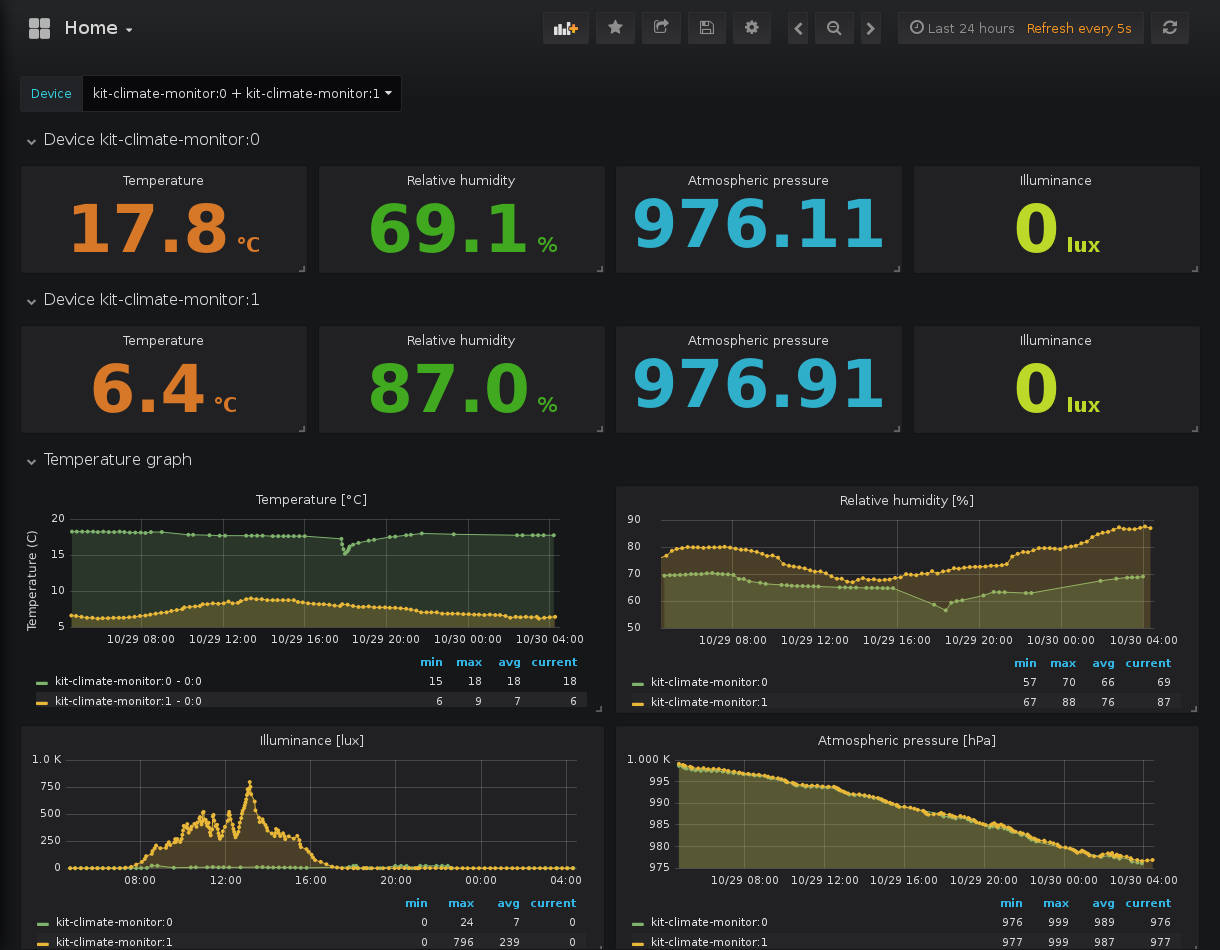 Home
Last 24 hours Refresh every 5s
Device kit-climate-monitor:0 + kit-climate-monitor:1
Device kit-climate-monitor:0
Temperature Relative humidity Atmospheric pressure Illuminance
17.8 °C 69.1 % 976.11 0 lux
Device kit-climate-monitor:1
Temperature Relative humidity Atmospheric pressure Illuminance
6.4 °C 87.0 % 976.91 0 lux
Temperature graph
Temperature [°C]
Temperature (C)
20
15
10
5
10/29 08:00 10/29 12:00 10/29 16:00 10/29 20:00 10/30 00:00 10/30 04:00
min max avg current
kit-climate-monitor:0 - 0:0 15 18 18 18
kit-climate-monitor:1 - 0:0 6 9 7 6
Relative humidity [%]
90
80
70
60
50
10/29 08:00 10/29 12:00 10/29 16:00 10/29 20:00 10/30 00:00 10/30 04:00
min max avg current
kit-climate-monitor:0 57 70 66 69
kit-climate-monitor:1 67 88 76 87
Illuminance [lux]
1.0 K
750
500
250
0
08:00 12:00 16:00 20:00 00:00 04:00
min max avg current
kit-climate-monitor:0 0 24 7 0
kit-climate-monitor:1 0 796 239 0
Atmospheric pressure [hPa]
1.000 K
995
990
985
980
975
10/29 08:00 10/29 12:00 10/29 16:00 10/29 20:00 10/30 00:00 10/30 04:00
min max avg current
kit-climate-monitor:0 976 999 989 976
kit-climate-monitor:1 977 999 987 977